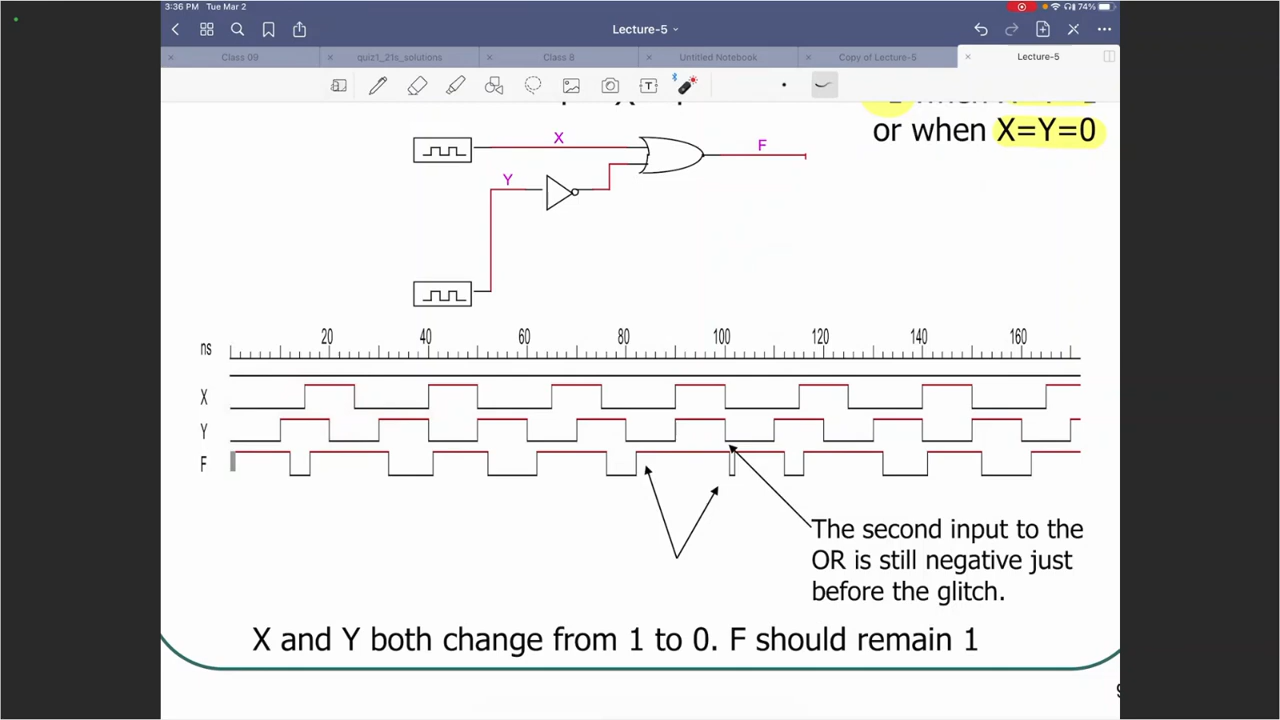 3:36 PM Tue Mar 2
74%
Lecture-5
Class 09
quiz1_21s_solutions
Class 8
Untitled Notebook
Copy of Lecture-5
Lecture-5
or when X=Y=0
X
F
Y
20 40 60 80 100 120 140 160
ns
X
Y
F
The second input to the
OR is still negative just
before the glitch.
X and Y both change from 1 to 0. F should remain 1